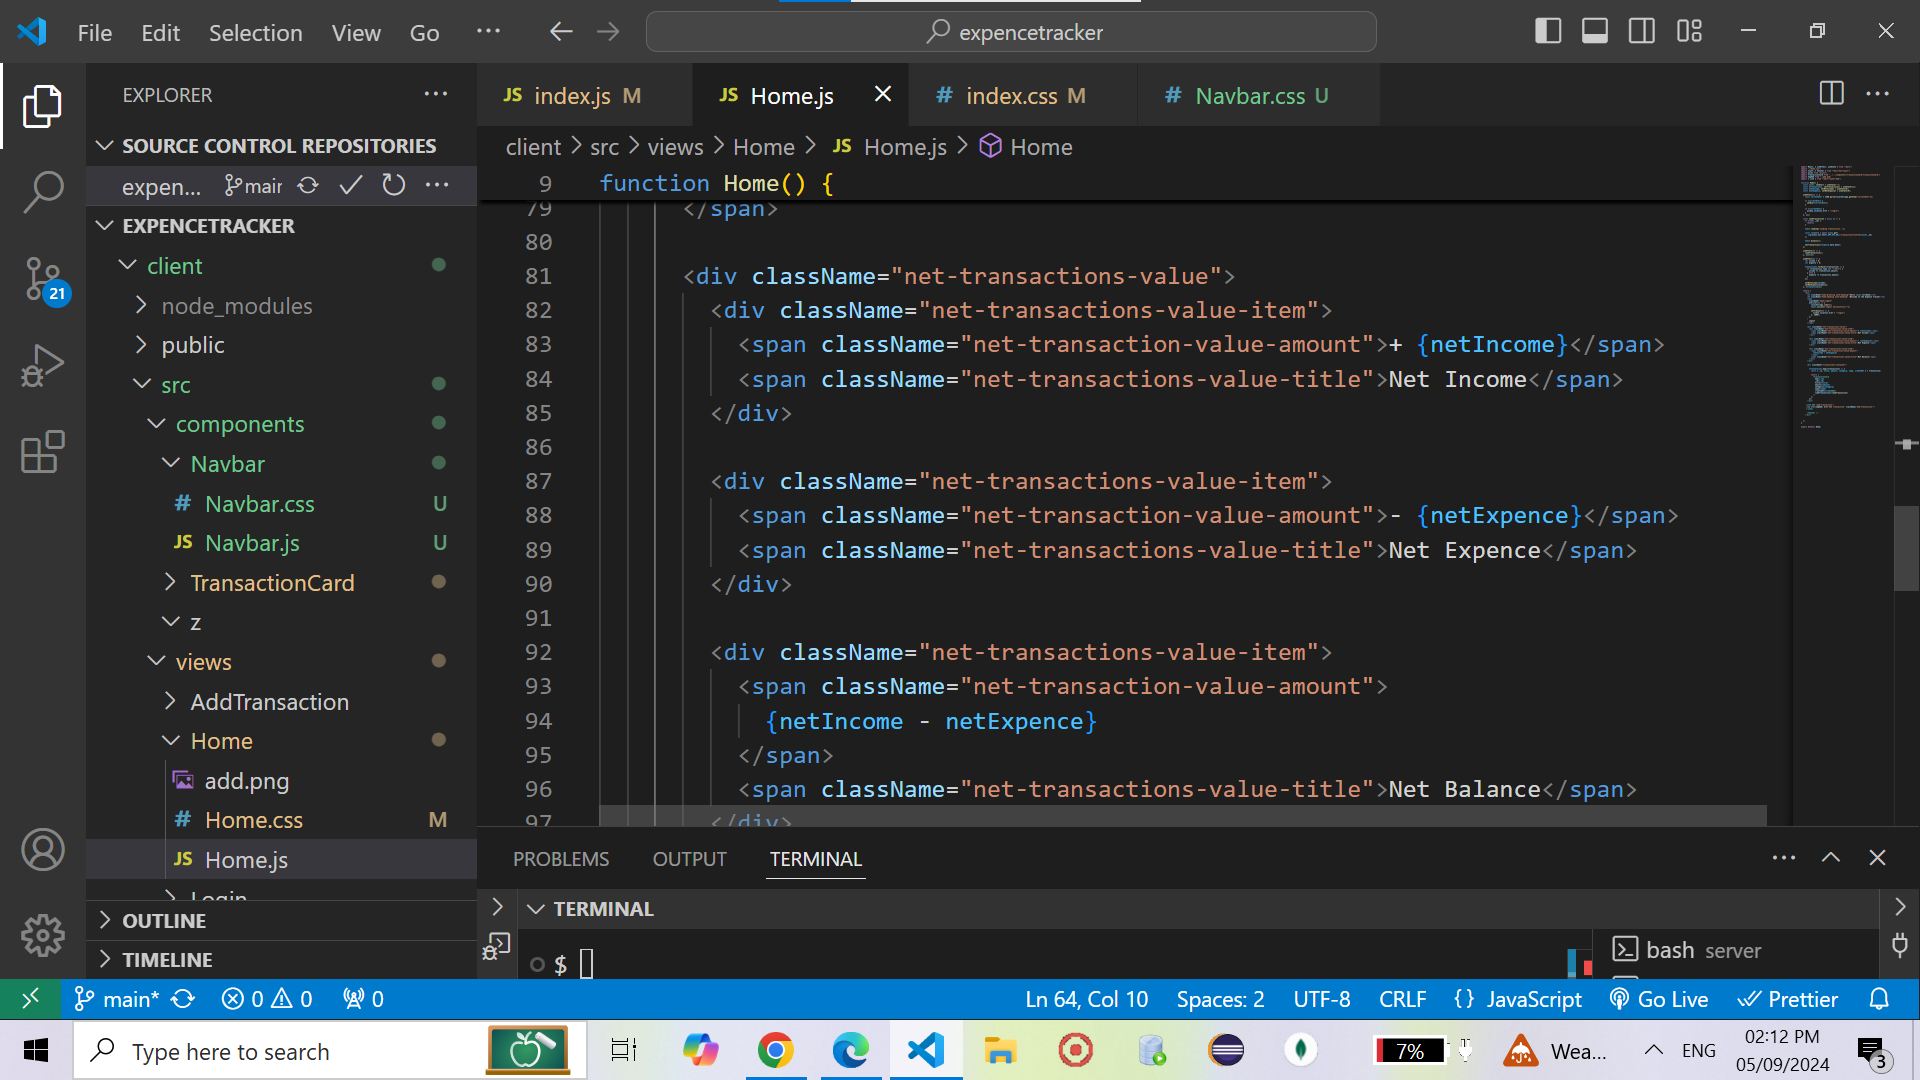 File Edit Selection View Go ··· expencetracker
EXPLORER ···
SOURCE CONTROL REPOSITORIES
expen... main ···
EXPENCETRACKER
client
node_modules
public
src
components
Navbar
# Navbar.css U
JS Navbar.js U
TransactionCard
z
views
AddTransaction
Home
add.png
# Home.css M
JS Home.js
Login
OUTLINE
TIMELINE
21
JS index.js M JS Home.js # index.css M # Navbar.css U ···
client > src > views > Home > JS Home.js > Home
9 function Home() {
79 </span>
80
81 <div className="net-transactions-value">
82 <div className="net-transactions-value-item">
83 <span className="net-transaction-value-amount">+ {netIncome}</span>
84 <span className="net-transactions-value-title">Net Income</span>
85 </div>
86
87 <div className="net-transactions-value-item">
88 <span className="net-transaction-value-amount">- {netExpence}</span>
89 <span className="net-transactions-value-title">Net Expence</span>
90 </div>
91
92 <div className="net-transactions-value-item">
93 <span className="net-transaction-value-amount">
94 {netIncome - netExpence}
95 </span>
96 <span className="net-transactions-value-title">Net Balance</span>
97 </div>
PROBLEMS OUTPUT TERMINAL ···
TERMINAL
$
bash server
main* 0 0 0 Ln 64, Col 10 Spaces: 2 UTF-8 CRLF {} JavaScript Go Live Prettier
Type here to search 7% Wea... ENG 02:12 PM
05/09/2024 3